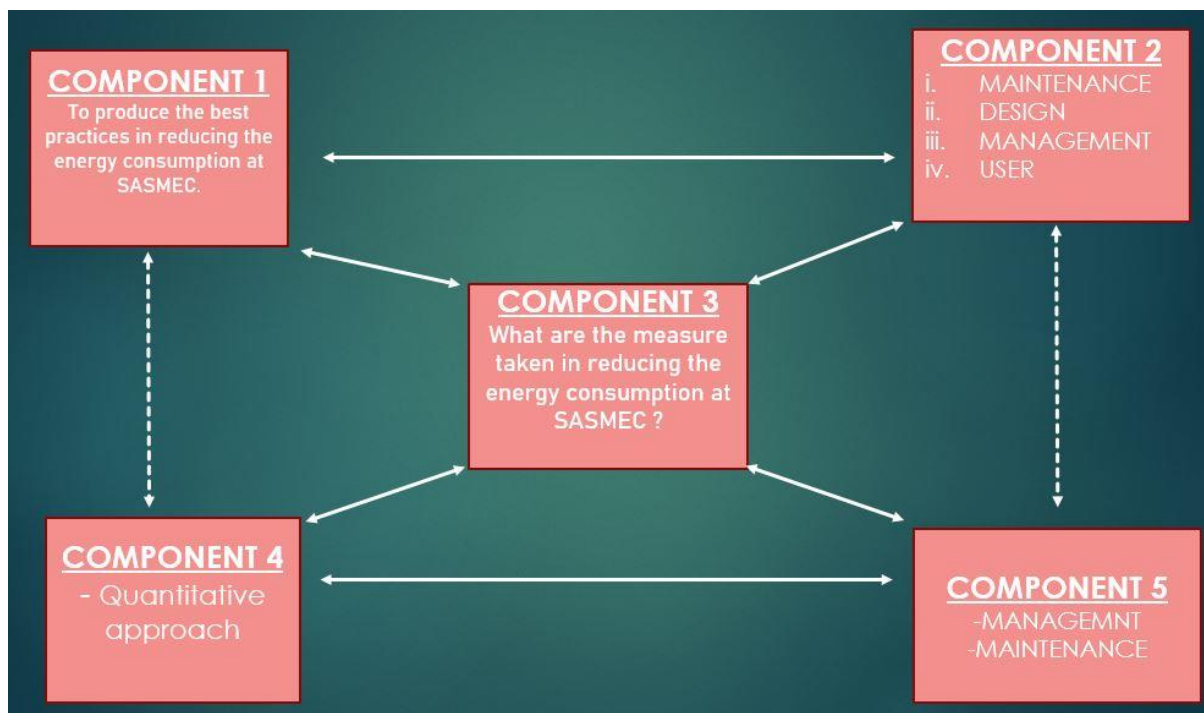 COMPONENT 1
To produce the best
practices in reducing the
energy consumption at
SASMEC.
COMPONENT 2
i. MAINTENANCE
ii. DESIGN
iii. MANAGEMENT
iv. USER
COMPONENT 3
What are the measure
taken in reducing the
energy consumption at
SASMEC ?
COMPONENT 4
- Quantitative
approach
COMPONENT 5
-MANAGEMNT
-MAINTENANCE